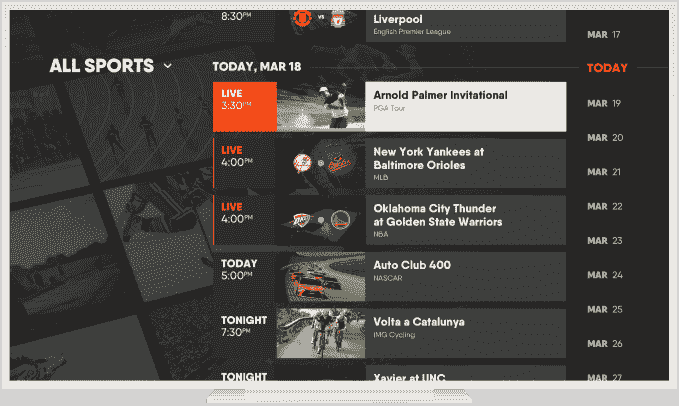 8:30PM
VS
Liverpool
English Premier League
MAR 17
ALL SPORTS
TODAY, MAR 18
TODAY
LIVE
3:30PM
Arnold Palmer Invitational
PGA Tour
MAR 19
LIVE
4:00PM
New York Yankees at
Baltimore Orioles
MLB
MAR 20
MAR 21
LIVE
4:00PM
Oklahoma City Thunder
at Golden State Warriors
NBA
MAR 22
MAR 23
TODAY
5:00PM
Auto Club 400
NASCAR
MAR 24
MAR 25
TONIGHT
7:30PM
Volta a Catalunya
IMG Cycling
MAR 26
TONIGHT
Xavier at UNC
MAR 27